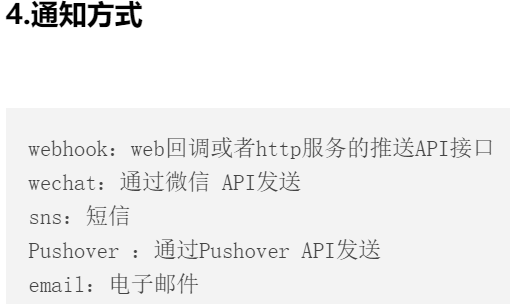 4.通知方式
webhook：web回调或者http服务的推送API接口
wechat：通过微信 API发送
sns：短信
Pushover ：通过Pushover API发送
email：电子邮件